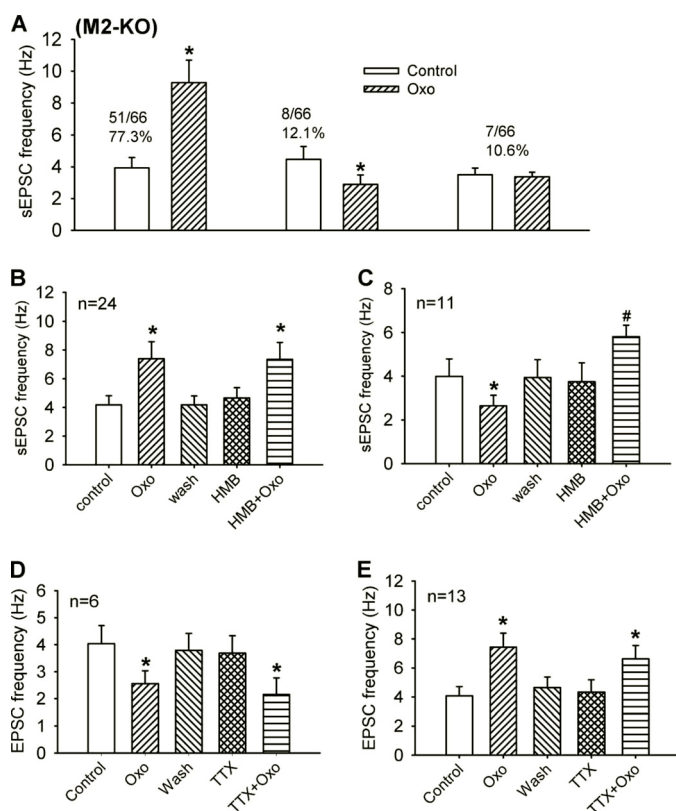 A (M2-KO)
sEPSC frequency (Hz)
12
10
8
6
4
2
0
51/66
77.3%
*
8/66
12.1%
*
7/66
10.6%
Control
Oxo
B
n=24
sEPSC frequency (Hz)
12
10
8
6
4
2
0
*
*
control
Oxo
wash
HMB
HMB+Oxo
C
n=11
sEPSC frequency (Hz)
8
6
4
2
0
*
#
control
Oxo
wash
HMB
HMB+Oxo
D
n=6
EPSC frequency (Hz)
6
5
4
3
2
1
0
*
*
Control
Oxo
Wash
TTX
TTX+Oxo
E
n=13
EPSC frequency (Hz)
12
10
8
6
4
2
0
*
*
Control
Oxo
Wash
TTX
TTX+Oxo